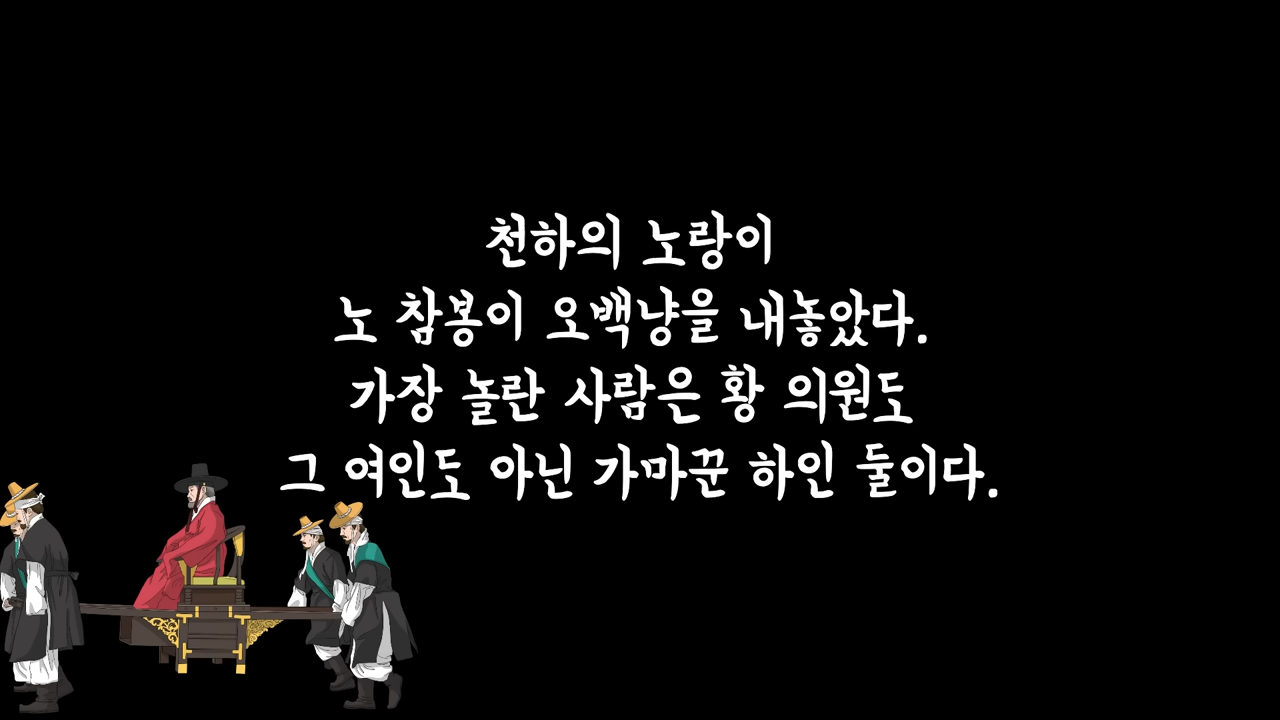 천하의 노랑이
노 참봉이 오백냥을 내놓았다.
가장 놀란 사람은 황 의원도
그 여인도 아닌 가마꾼 하인 둘이다.